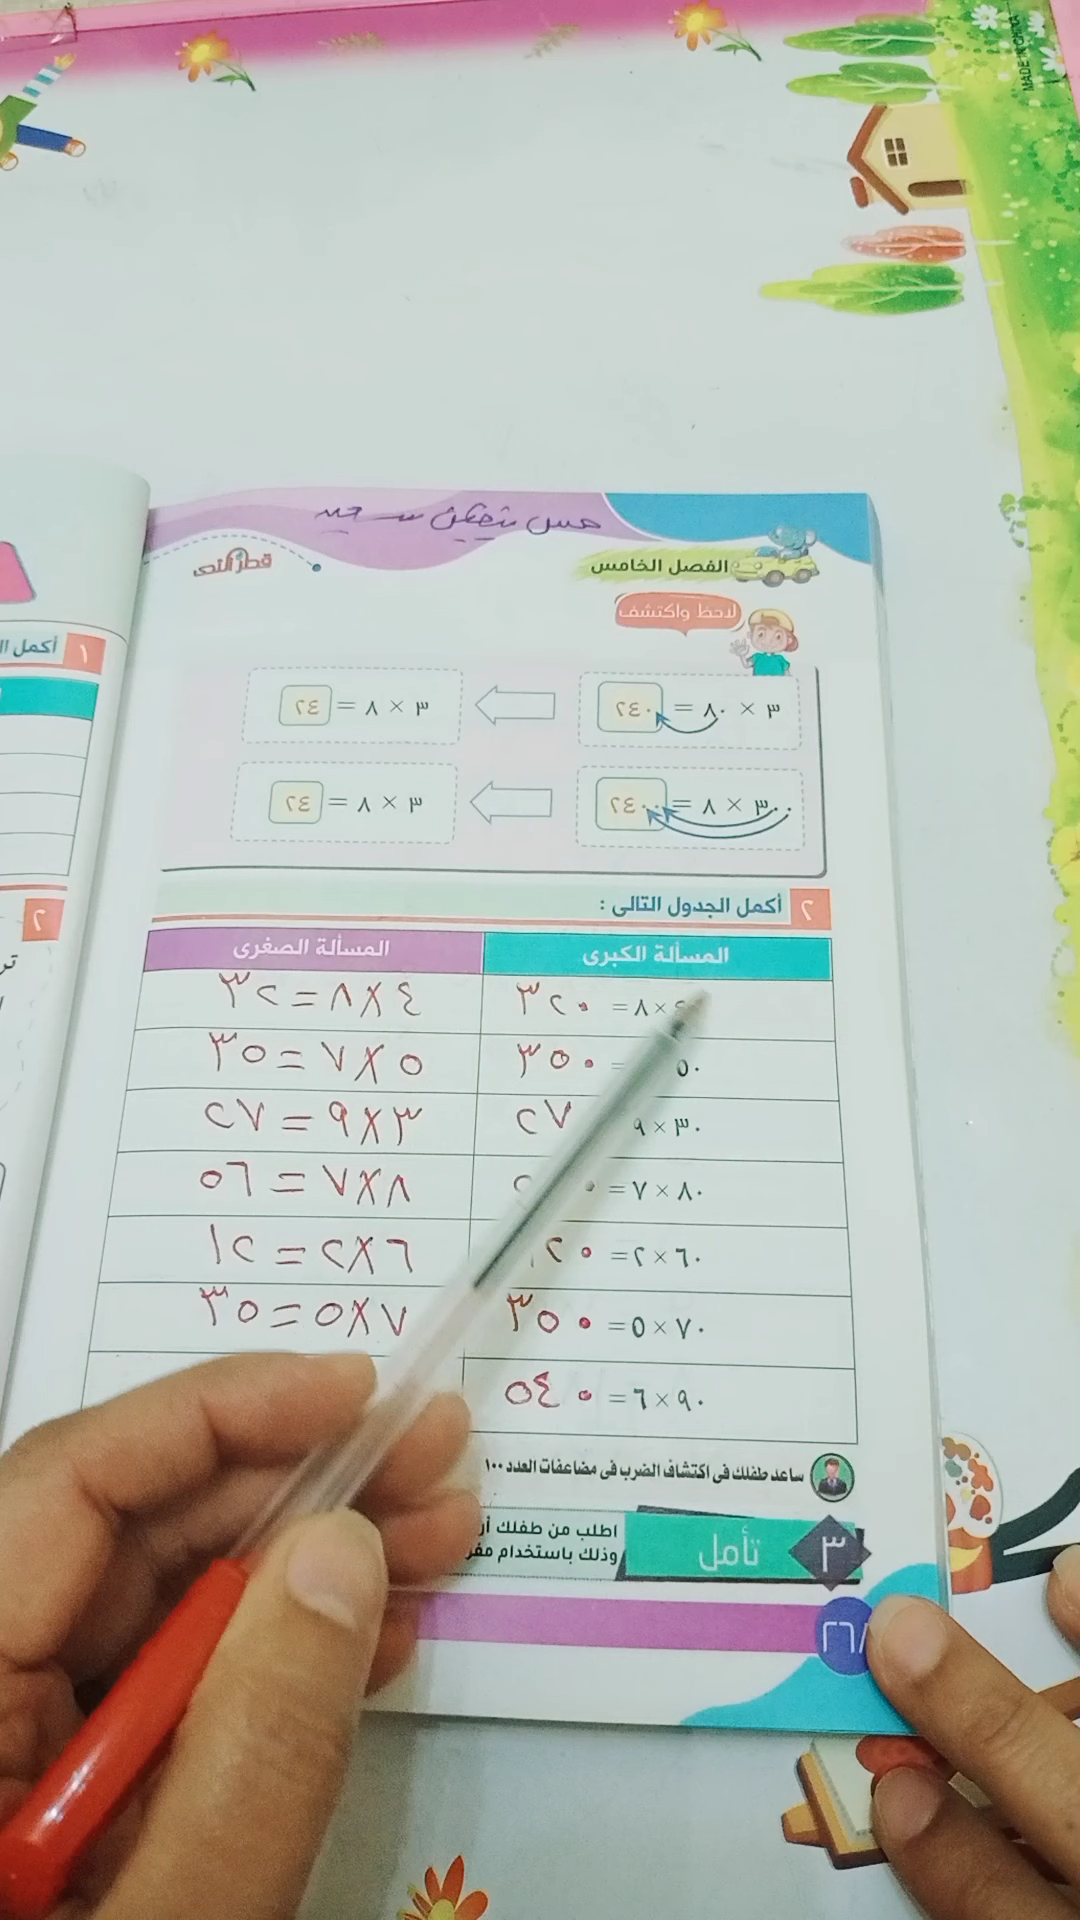 MADE IN CHINA
قطر الندى
الفصل الخامس
لاحظ واكتشف
٣ × ٨٠ = ٢٤٠
٣ × ٨ = ٢٤
٣٠٠ × ٨ = ٢٤٠٠
٣ × ٨ = ٢٤
١ أكمل
٢
٢ أكمل الجدول التالى :
المسألة الكبرى المسألة الصغرى
×٨= ٣٢٠ ٤×٨=٣٢
٥٠ = ٣٥٠ ٥×٧=٣٥
٣٠×٩ ٢٧ ٣×٩=٢٧
٨٠×٧= ٨×٧=٥٦
٦٠×٢= ١٢٠ ٦×٢=١٢
٧٠×٥= ٣٥٠ ٧×٥=٣٥
٩٠×٦= ٥٤٠
ساعد طفلك فى اكتشاف الضرب فى مضاعفات العدد ١٠٠
٣ تأمل
اطلب من طفلك
وذلك باستخدام